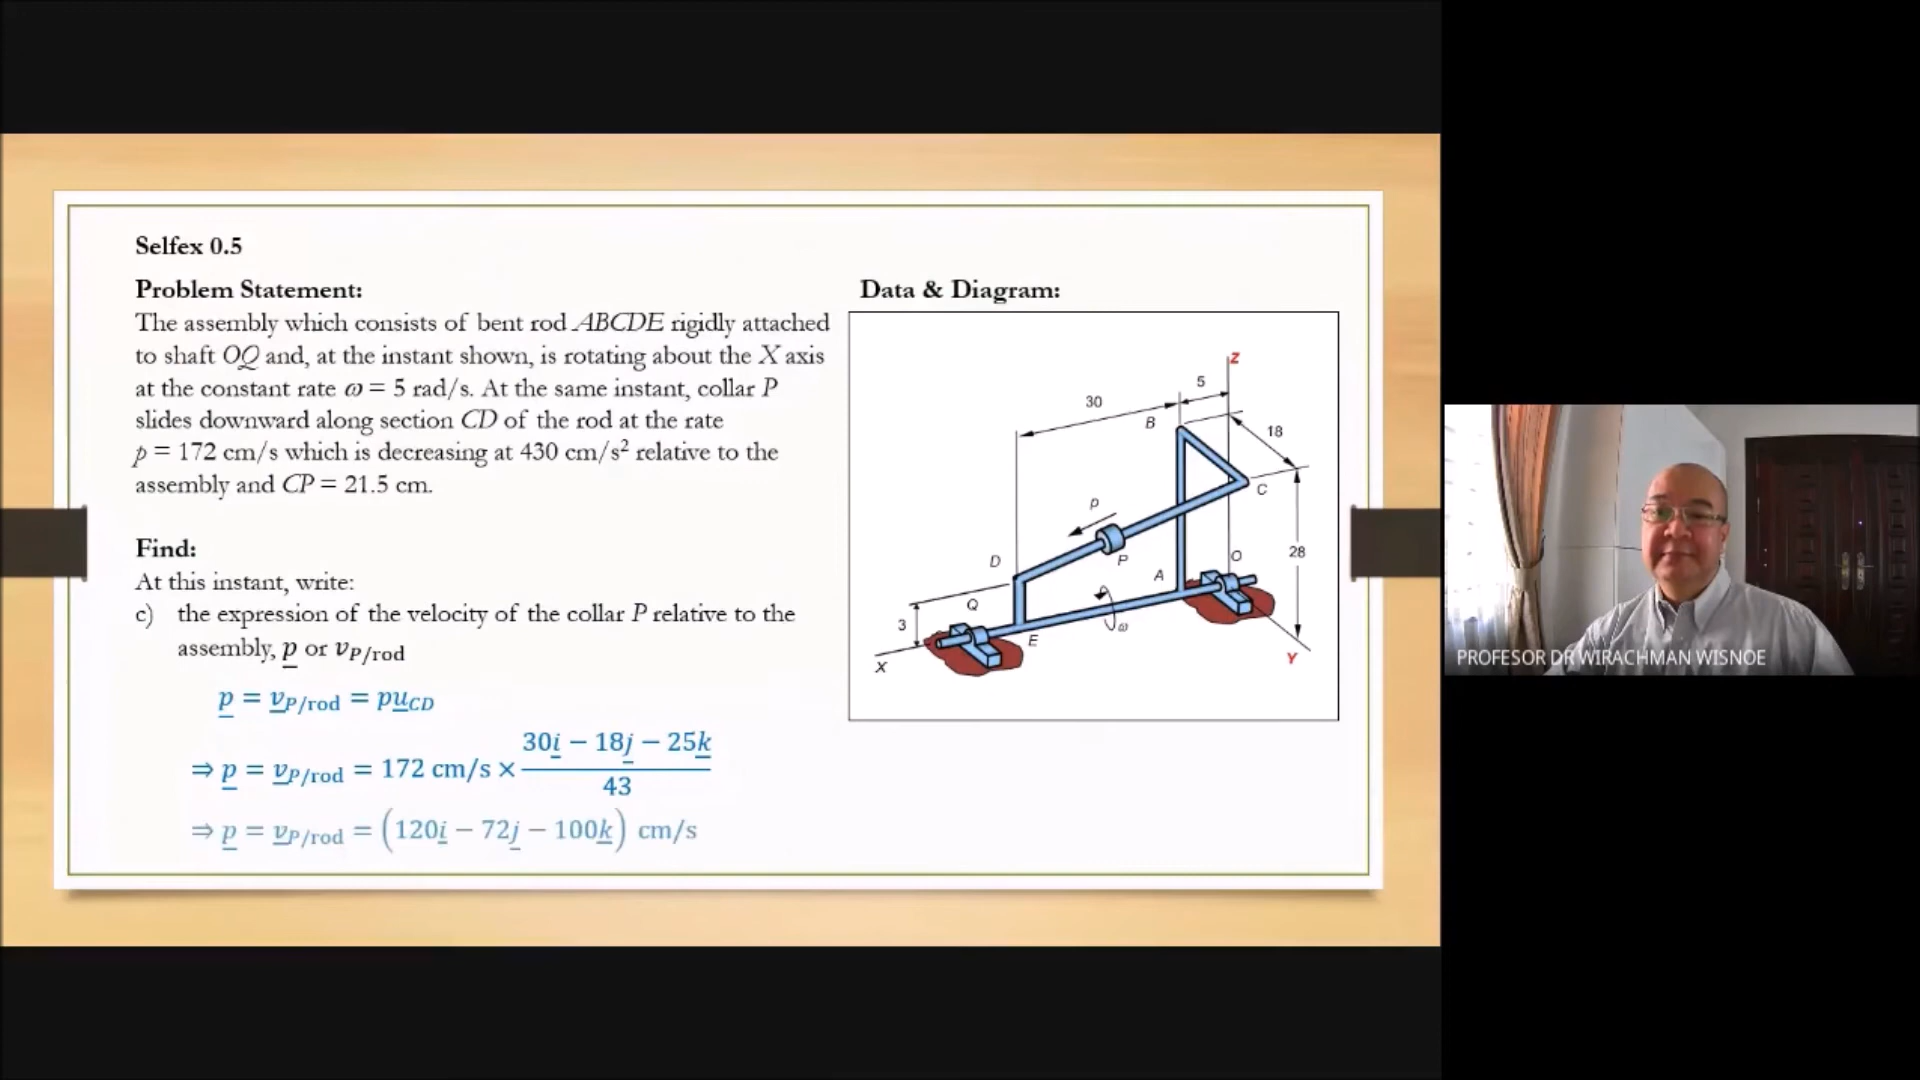 Selfex 0.5
Problem Statement:
The assembly which consists of bent rod ABCDE rigidly attached
to shaft OQ and, at the instant shown, is rotating about the X axis
at the constant rate ω = 5 rad/s. At the same instant, collar P
slides downward along section CD of the rod at the rate
p = 172 cm/s which is decreasing at 430 cm/s² relative to the
assembly and CP = 21.5 cm.
Find:
At this instant, write:
c) the expression of the velocity of the collar P relative to the
assembly, p or vP/rod
p = vP/rod = puCD
⇒ p = vP/rod = 172 cm/s × (30i − 18j − 25k)/43
⇒ p = vP/rod = (120i − 72j − 100k) cm/s
Data & Diagram:
Z
5
30
B
18
C
p
P
D
A
O
28
Q
3
E
ω
X
Y
PROFESOR DR WIRACHMAN WISNOE